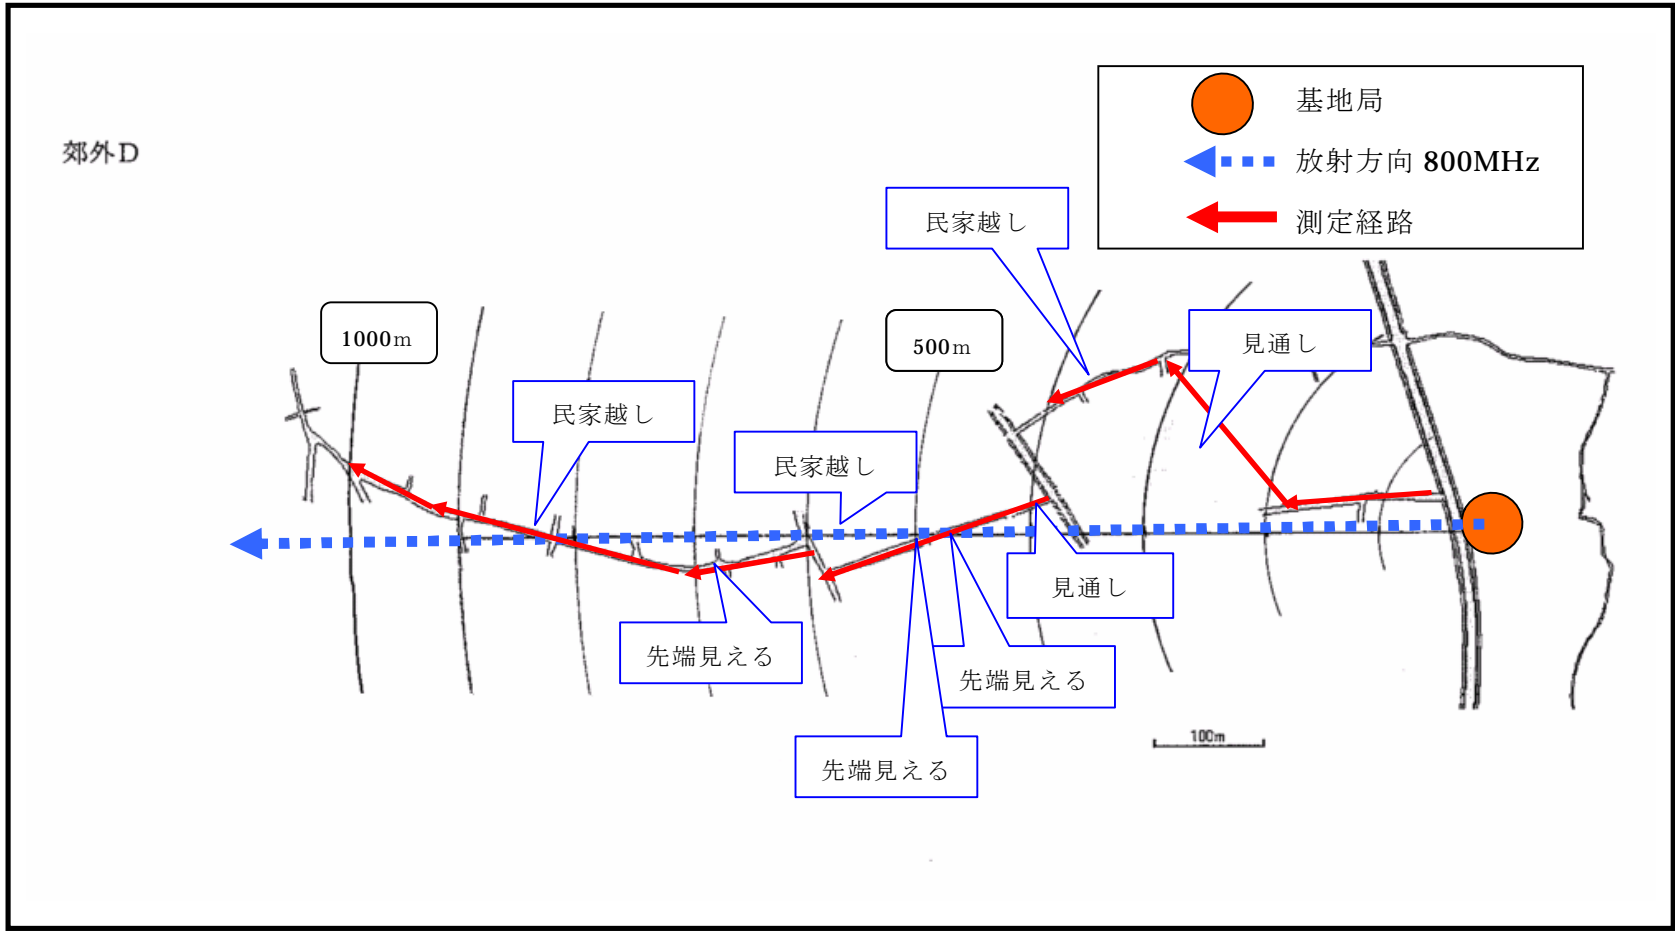 基地局
放射方向 800MHz
測定経路
郊外D
民家越し
見通し
1000m
500m
民家越し
民家越し
見通し
先端見える
先端見える
先端見える
100m